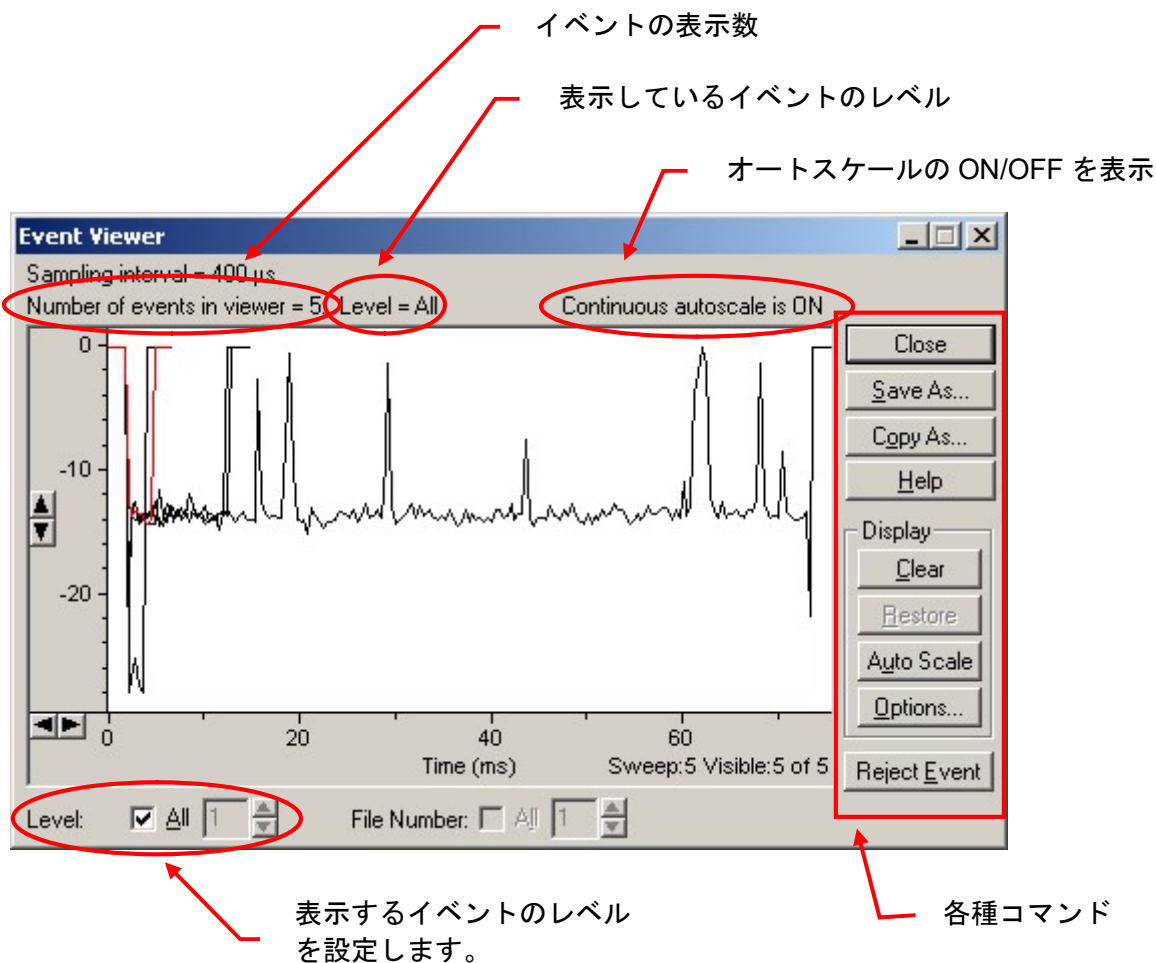 イベントの表示数
表示しているイベントのレベル
オートスケールの ON/OFF を表示
Event Viewer
Sampling interval = 400 µs
Number of events in viewer = 5. Level = All
Continuous autoscale is ON
0
-10
-20
0 20 40 60
Time (ms)
Sweep:5 Visible:5 of 5
Close
Save As...
Copy As...
Help
Display
Clear
Restore
Auto Scale
Options...
Reject Event
Level: All 1
File Number: All 1
表示するイベントのレベル
を設定します。
各種コマンド